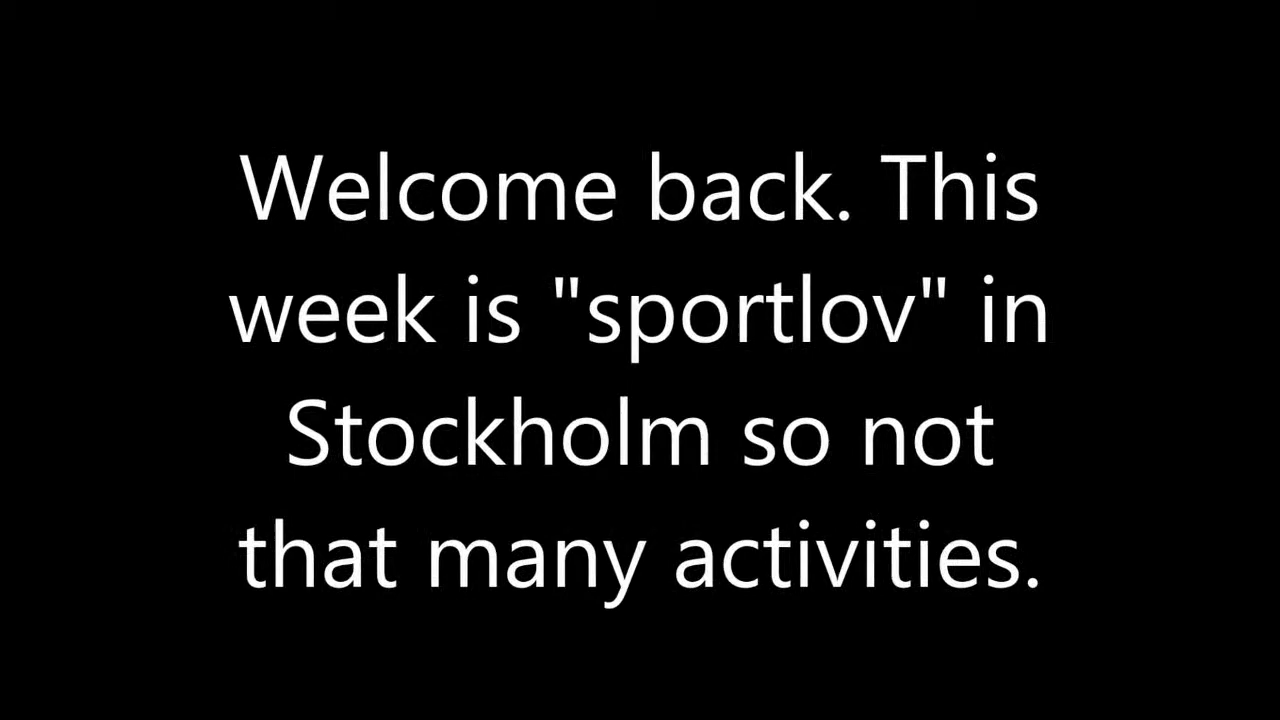 Welcome back. This
week is "sportlov" in
Stockholm so not
that many activities.